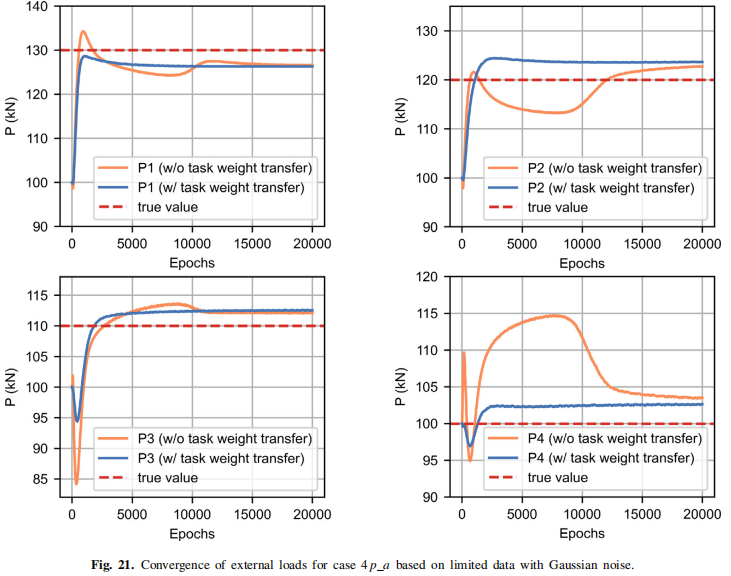 140
130
120
110
100
90
P (kN)
P1 (w/o task weight transfer)
P1 (w/ task weight transfer)
true value
0
5000
10000
15000
20000
Epochs
130
120
110
100
90
P (kN)
P2 (w/o task weight transfer)
P2 (w/ task weight transfer)
true value
0
5000
10000
15000
20000
Epochs
115
110
105
100
95
90
85
P (kN)
P3 (w/o task weight transfer)
P3 (w/ task weight transfer)
true value
0
5000
10000
15000
20000
Epochs
120
115
110
105
100
95
90
P (kN)
P4 (w/o task weight transfer)
P4 (w/ task weight transfer)
true value
0
5000
10000
15000
20000
Epochs
Fig. 21. Convergence of external loads for case 4p_a based on limited data with Gaussian noise.